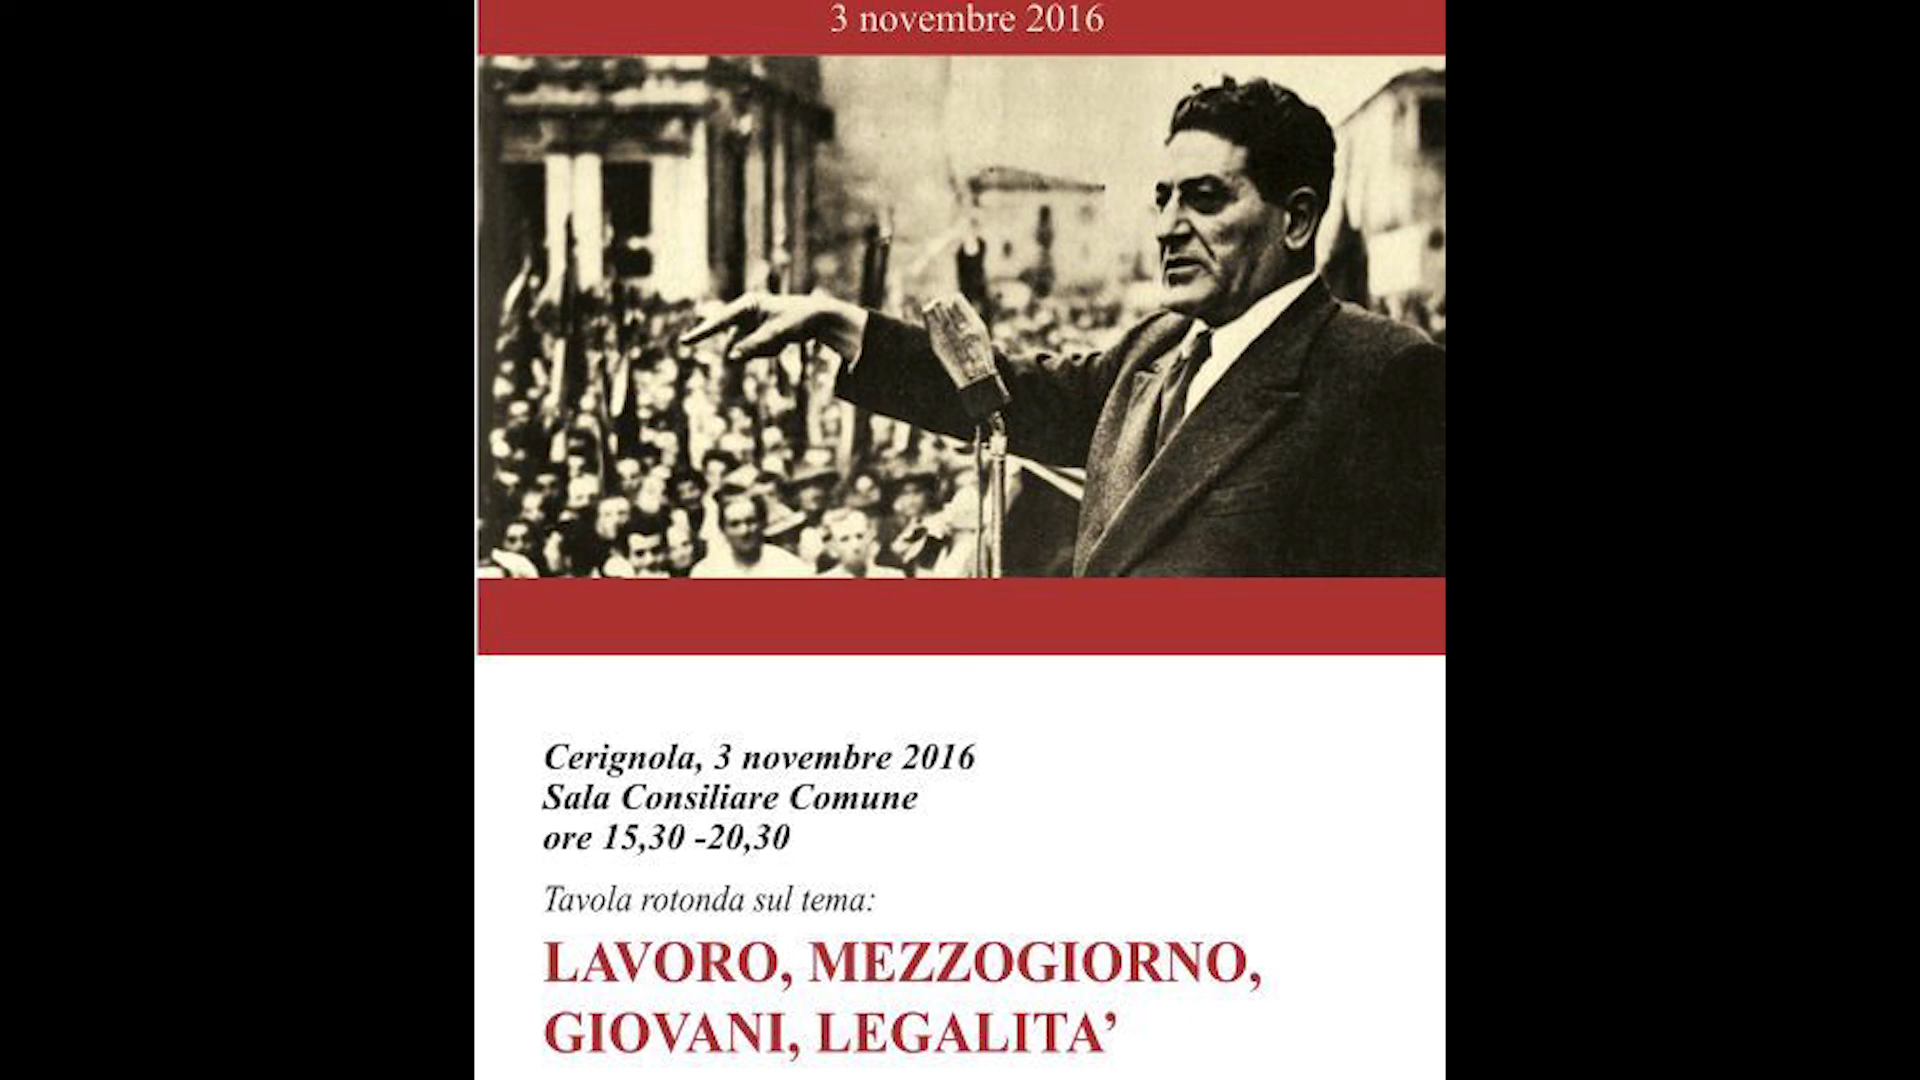 3 novembre 2016
Cerignola, 3 novembre 2016
Sala Consiliare Comune
ore 15,30 -20,30
Tavola rotonda sul tema:
LAVORO, MEZZOGIORNO,
GIOVANI, LEGALITA’